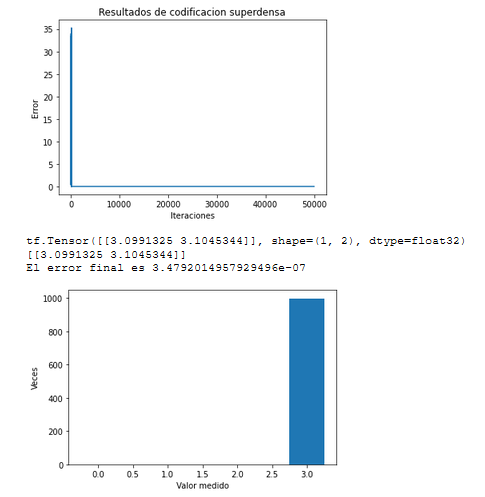 Resultados de codificacion superdensa
35
30
25
20
15
10
5
0
Error
0 10000 20000 30000 40000 50000
Iteraciones
tf.Tensor([[3.0991325 3.1045344]], shape=(1, 2), dtype=float32)
[[3.0991325 3.1045344]]
El error final es 3.4792014957929496e-07
1000
800
600
400
200
0
Veces
0.0 0.5 1.0 1.5 2.0 2.5 3.0
Valor medido